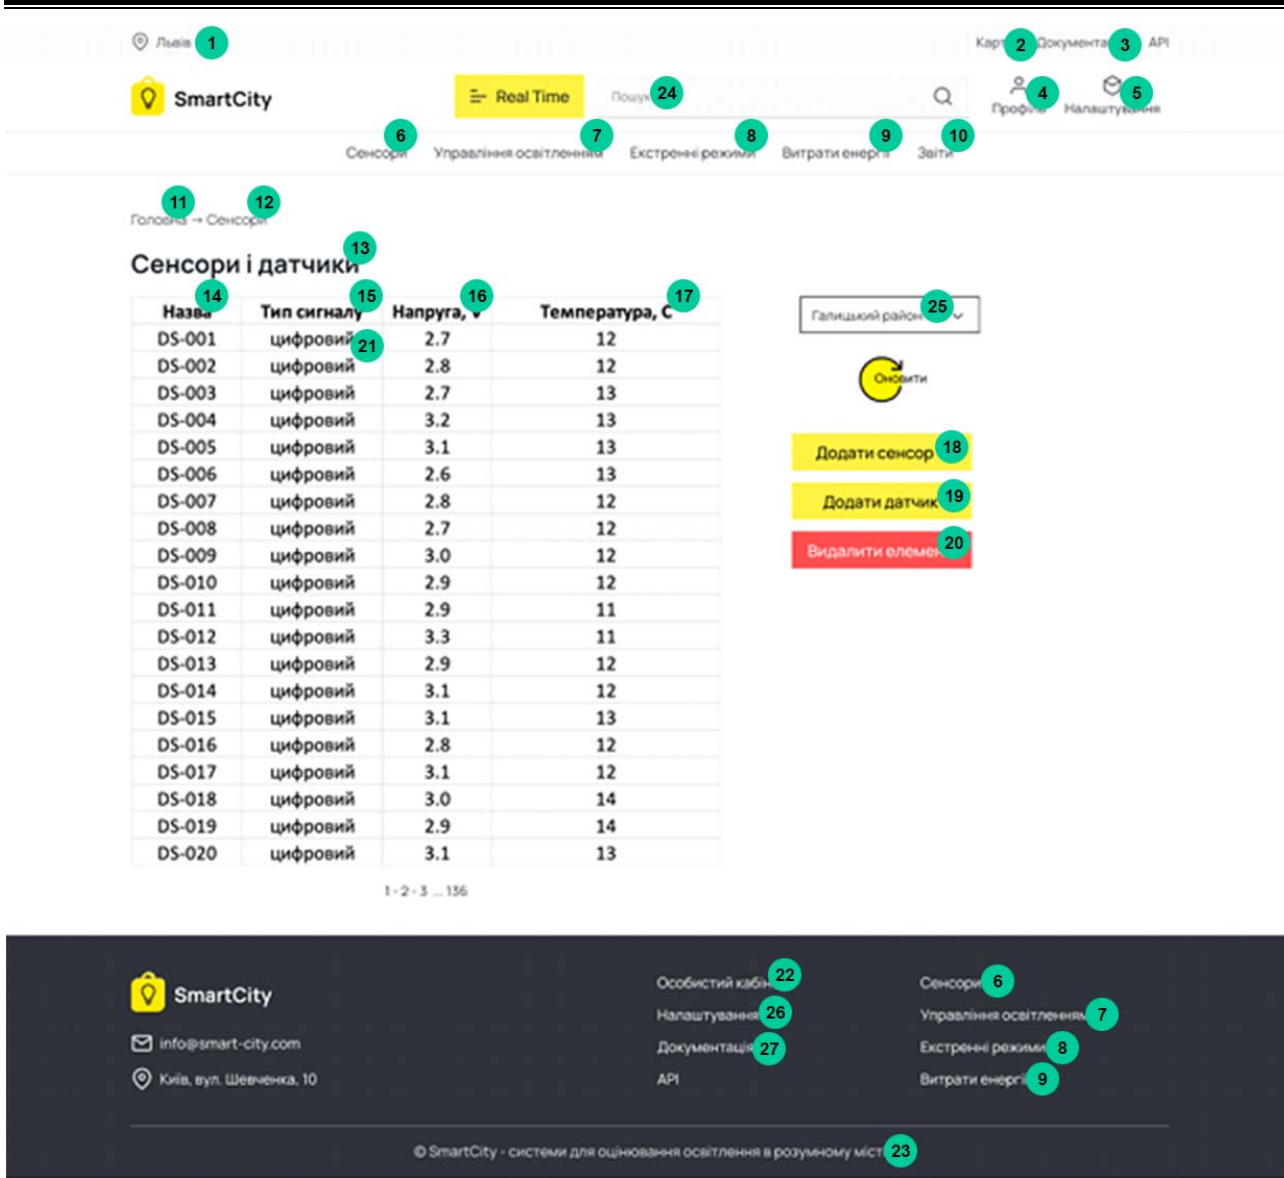 Львів 1
2 3 API
SmartCity
Real Time
24
4
5
6 7 8 9 10
Сенсори Управління освітленням Екстренні режими Витрати енергії Звіти
11 12
Головна → Сенсори
Сенсори і датчики 13
14 15 16 17
Назва Тип сигналу Напруга, Температура, С
DS-001 цифровий 21 2.7 12
DS-002 цифровий 2.8 12
DS-003 цифровий 2.7 13
DS-004 цифровий 3.2 13
DS-005 цифровий 3.1 13
DS-006 цифровий 2.6 13
DS-007 цифровий 2.8 12
DS-008 цифровий 2.7 12
DS-009 цифровий 3.0 12
DS-010 цифровий 2.9 12
DS-011 цифровий 2.9 11
DS-012 цифровий 3.3 11
DS-013 цифровий 2.9 12
DS-014 цифровий 3.1 12
DS-015 цифровий 3.1 13
DS-016 цифровий 2.8 12
DS-017 цифровий 3.1 12
DS-018 цифровий 3.0 14
DS-019 цифровий 2.9 14
DS-020 цифровий 3.1 13
1 - 2 - 3 ... 136
Галицький район 25
Оновити
Додати сенсор 18
Додати датчик 19
Видалити 20
SmartCity
info@smart-city.com
Київ, вул. Шевченка, 10
Особистий 22
Налаштування 26
Документація 27
API
Сенсори 6
Управління освітленням 7
Екстренні режими 8
Витрати енергії 9
© SmartCity - системи для оцінювання освітлення в розумному місті 23